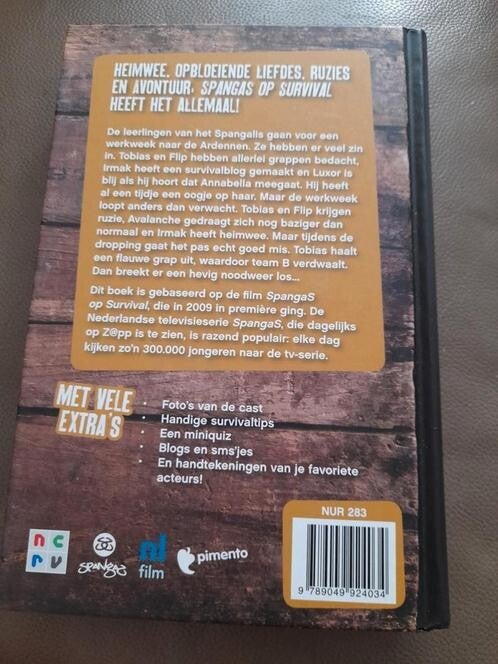 HEIMWEE, OPBLOEIENDE LIEFDES, RUZIES
EN AVONTUUR, SPANGAS OP SURVIVAL
HEEFT HET ALLEMAAL!
De leerlingen van het Spangalis gaan voor een
werkweek naar de Ardennen. Ze hebben er veel zin
in. Tobias en Flip hebben allerlei grappen bedacht,
Irmak heeft een survivalblog gemaakt en Luxor is
blij als hij hoort dat Annabella meegaat. Hij heeft
al een tijdje een oogje op haar. Maar de werkweek
loopt anders dan verwacht. Tobias en Flip krijgen
ruzie, Avalanche gedraagt zich nog baziger dan
normaal en Irmak heeft heimwee. Maar tijdens de
dropping gaat het pas echt goed mis. Tobias haalt
een flauwe grap uit, waardoor team B verdwaalt.
Dan breekt er een hevig noodweer los...
Dit boek is gebaseerd op de film SpangaS
op Survival, die in 2009 in première ging. De
Nederlandse televisieserie SpangaS, die dagelijks
op Z@pp is te zien, is razend populair: elke dag
kijken zo'n 300.000 jongeren naar de tv-serie.
MET VELE
EXTRA'S
• Foto's van de cast
• Handige survivaltips
• Een miniquiz
• Blogs en sms'jes
• En handtekeningen van je favoriete
acteurs!
NUR 283
n c
r v
SPANGAS
nl
film
pimento
9 789049 924034